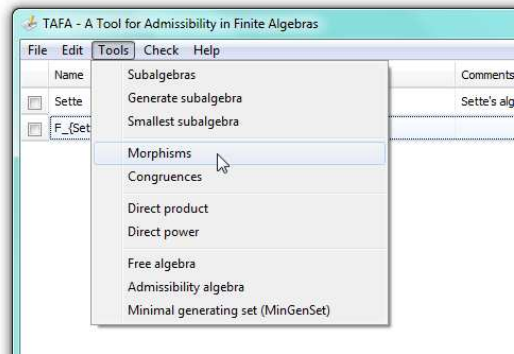 TAFA - A Tool for Admissibility in Finite Algebras
File Edit Tools Check Help
Name Comments
Sette Sette's alg
F_{Set
Subalgebras
Generate subalgebra
Smallest subalgebra
Morphisms
Congruences
Direct product
Direct power
Free algebra
Admissibility algebra
Minimal generating set (MinGenSet)